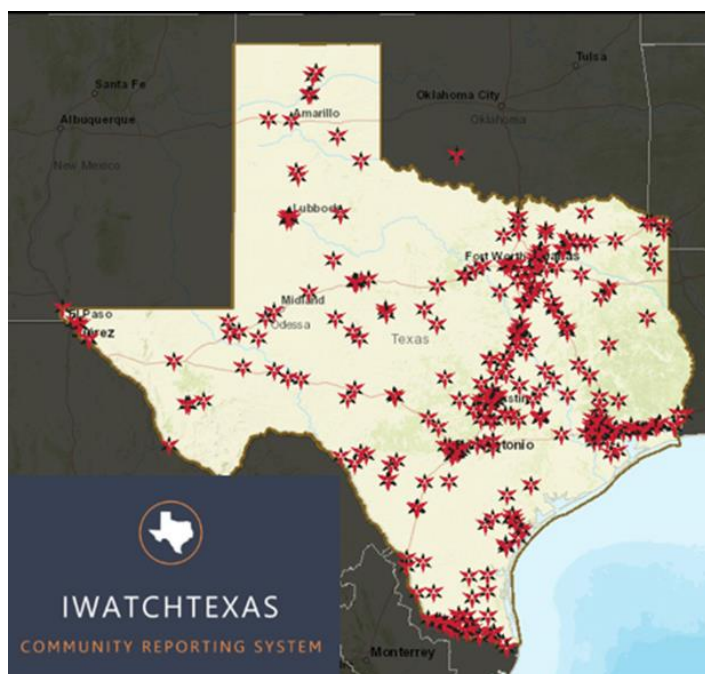 Tulsa
Santa Fe
Oklahoma City
Albuquerque
Amarillo
Oklahoma
New Mexico
Lubbock
Fort Worth
Dallas
Midland
El Paso
Odessa
Juárez
Texas
Austin
San Antonio
IWATCHTEXAS
COMMUNITY REPORTING SYSTEM
Monterrey